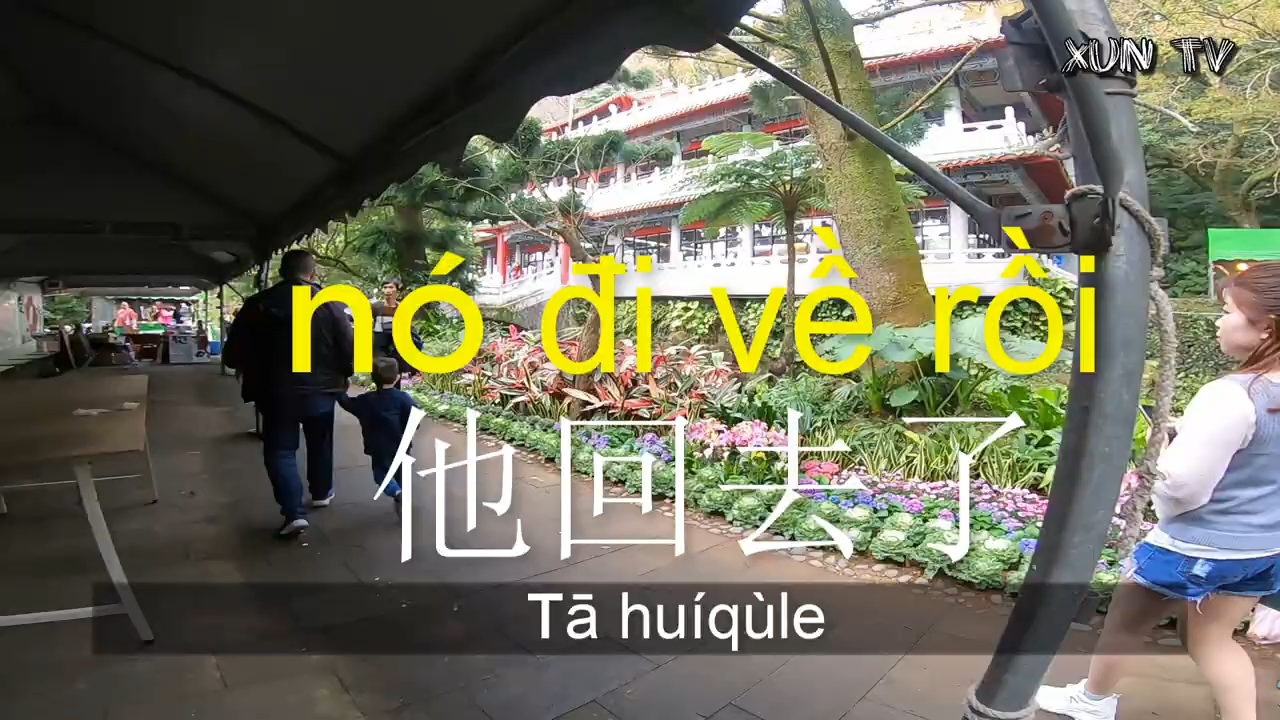 XUN TV
nó đi về rồi
他回去了
Tā huíqùle